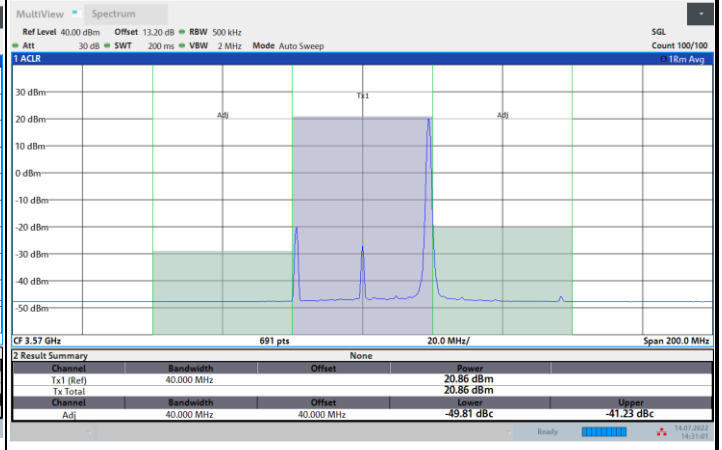 MultiView Spectrum
Ref Level 40.00 dBm Offset 13.20 dB RBW 500 kHz SGL
Att 30 dB SWT 200 ms VBW 2 MHz Mode Auto Sweep Count 100/100
1 ACLR 1Rm Avg
30 dBm
Tx1
Adj Adj
20 dBm
10 dBm
0 dBm
-10 dBm
-20 dBm
-30 dBm
-40 dBm
-50 dBm
CF 3.57 GHz 691 pts 20.0 MHz/ Span 200.0 MHz
2 Result Summary None
Channel Bandwidth Offset Power
Tx1 (Ref) 40.000 MHz 20.86 dBm
Tx Total 20.86 dBm
Channel Bandwidth Offset Lower Upper
Adj 40.000 MHz 40.000 MHz -49.81 dBc -41.23 dBc
Ready 14.07.2022
14:31:01